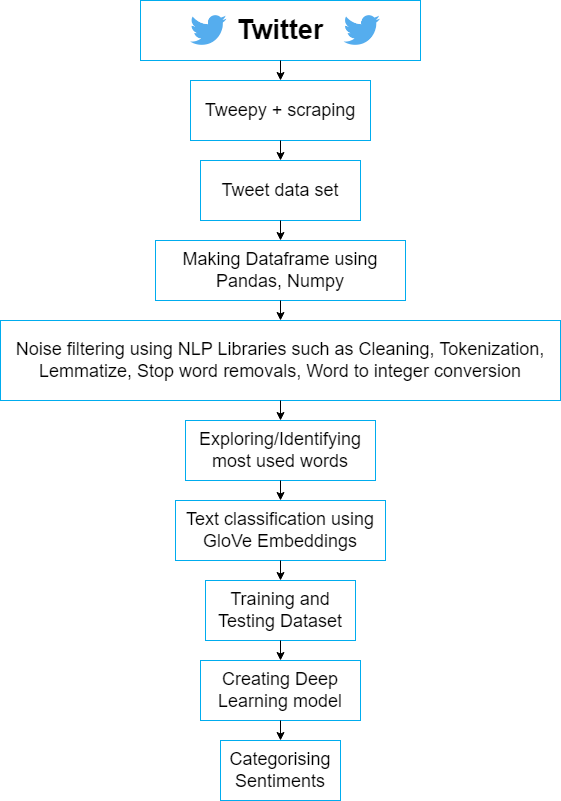 Twitter
Tweepy + scraping
Tweet data set
Making Dataframe using
Pandas, Numpy
Noise filtering using NLP Libraries such as Cleaning, Tokenization,
Lemmatize, Stop word removals, Word to integer conversion
Exploring/Identifying
most used words
Text classification using
GloVe Embeddings
Training and
Testing Dataset
Creating Deep
Learning model
Categorising
Sentiments